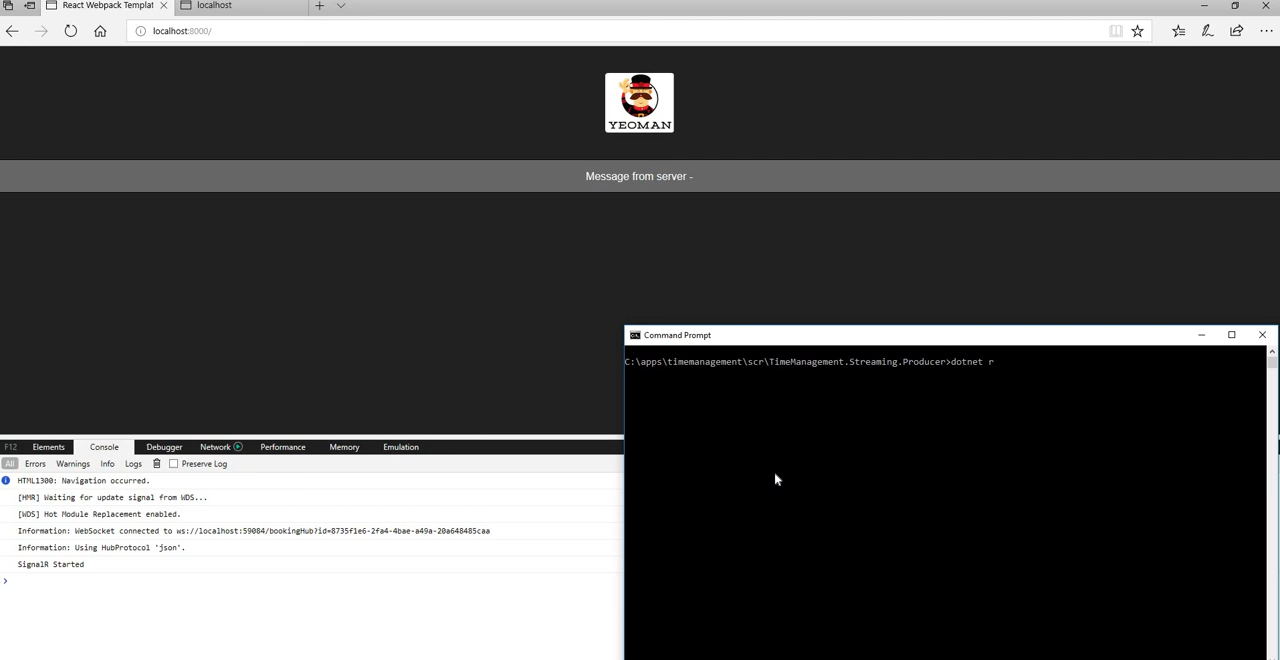 React Webpack Templat
localhost
localhost:8000/
YEOMAN
Message from server -
Command Prompt
C:\apps\timemanagement\scr\TimeManagement.Streaming.Producer>dotnet r
F12 Elements Console Debugger Network Performance Memory Emulation
All Errors Warnings Info Logs Preserve Log
HTML1300: Navigation occurred.
[HMR] Waiting for update signal from WDS...
[WDS] Hot Module Replacement enabled.
Information: WebSocket connected to ws://localhost:59084/bookingHub?id=8735f1e6-2fa4-4bae-a49a-20a648485caa
Information: Using HubProtocol 'json'.
SignalR Started
>